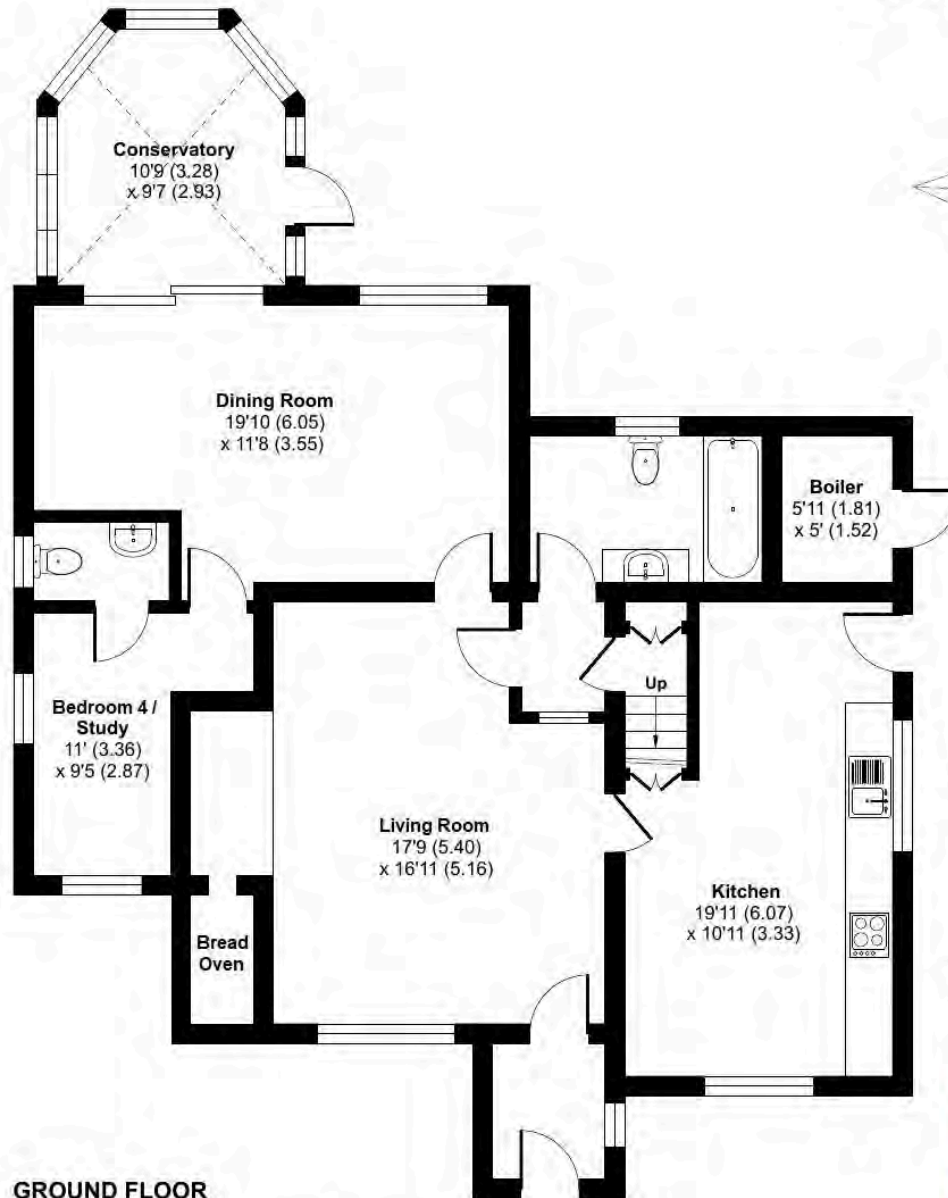 Conservatory
10'9 (3.28)
x 9'7 (2.93)
Dining Room
19'10 (6.05)
x 11'8 (3.55)
Boiler
5'11 (1.81)
x 5' (1.52)
Up
Bedroom 4 /
Study
11' (3.36)
x 9'5 (2.87)
Living Room
17'9 (5.40)
x 16'11 (5.16)
Kitchen
19'11 (6.07)
x 10'11 (3.33)
Bread
Oven
GROUND FLOOR